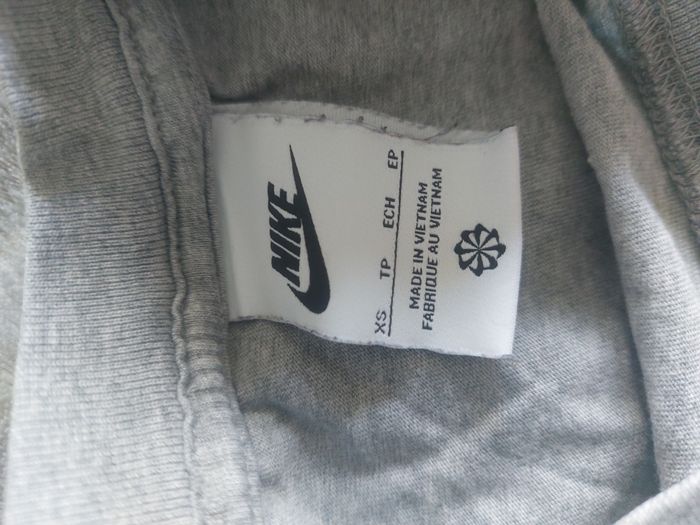 NIKE
XS TP ECH EP
MADE IN VIETNAM
FABRIQUE AU VIETNAM